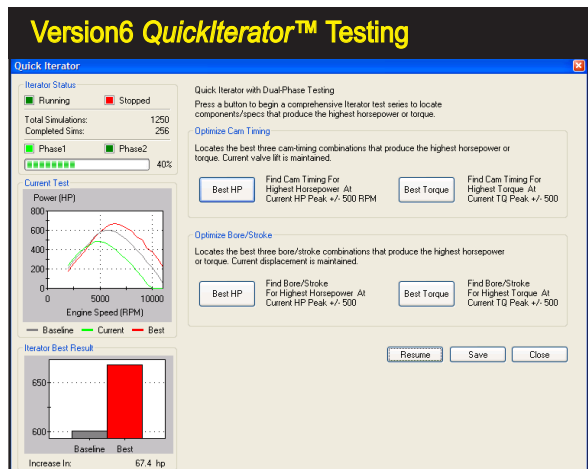 Version6 QuickIterator™ Testing
Quick Iterator
Iterator Status
Running Stopped
Total Simulations: 1250
Completed Sims: 256
Phase1 Phase2
40%
Current Test
Power (HP)
800
600
400
200
0
0 5000 10000
Engine Speed (RPM)
Baseline Current Best
Iterator Best Result
650
600
Baseline Best
Increase In: 67.4 hp
Quick Iterator with Dual-Phase Testing
Press a button to begin a comprehensive Iterator test series to locate
components/specs that produce the highest horsepower or torque.
Optimize Cam Timing
Locates the best three cam-timing combinations that produce the highest horsepower or
torque. Current valve lift is maintained.
Best HP
Find Cam Timing For
Highest Horsepower At
Current HP Peak +/- 500 RPM
Best Torque
Find Cam Timing For
Highest Torque At
Current TQ Peak +/- 500
Optimize Bore/Stroke
Locates the best three bore/stroke combinations that produce the highest horsepower
or torque. Current displacement is maintained.
Best HP
Find Bore/Stroke
For Highest Horsepower At
Current HP Peak +/- 500
Best Torque
Find Bore/Stroke
For Highest Torque At
Current TQ Peak +/- 500
Resume Save Close